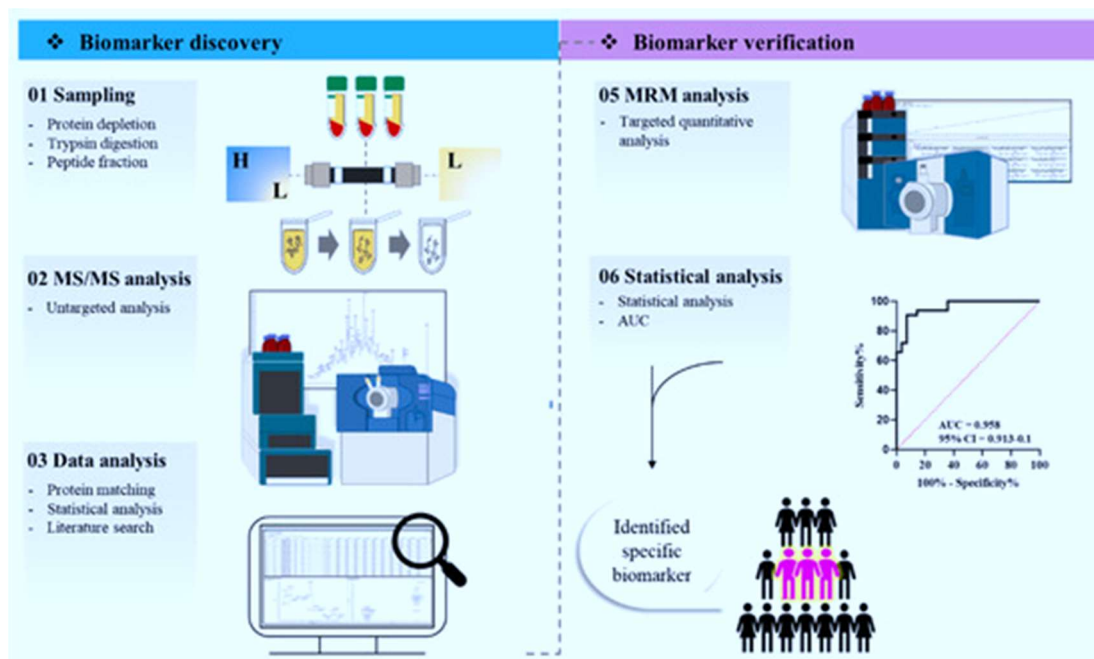 ❖ Biomarker discovery
01 Sampling
- Protein depletion
- Trypsin digestion
- Peptide fraction
H
L
L
02 MS/MS analysis
- Untargeted analysis
03 Data analysis
- Protein matching
- Statistical analysis
- Literature search
❖ Biomarker verification
05 MRM analysis
- Targeted quantitative
analysis
06 Statistical analysis
- Statistical analysis
- AUC
100
80
60
40
20
0
Sensitivity%
AUC = 0.958
95% CI = 0.913-0.1
0 20 40 60 80 100
100% - Specificity%
Identified
specific
biomarker